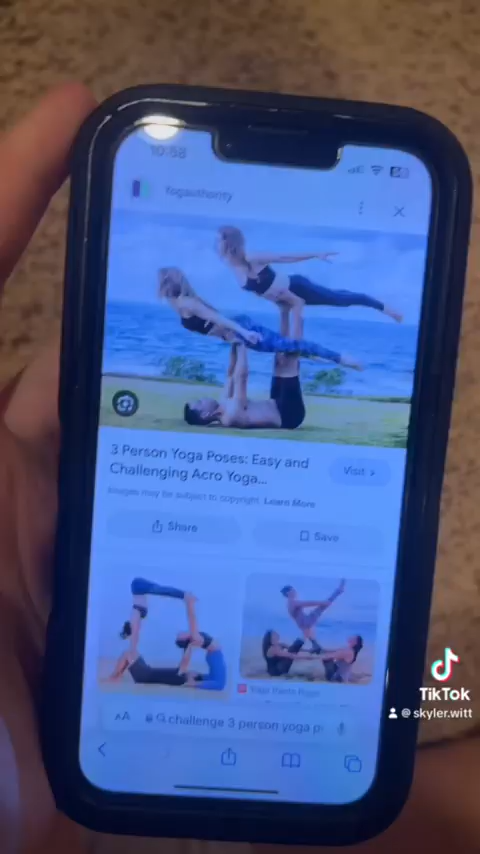 10:58
Yogauthority
3 Person Yoga Poses: Easy and
Challenging Acro Yoga...
Visit >
Images may be subject to copyright. Learn More
Share
Save
AA
challenge 3 person yoga p
TikTok
@ skyler.witt